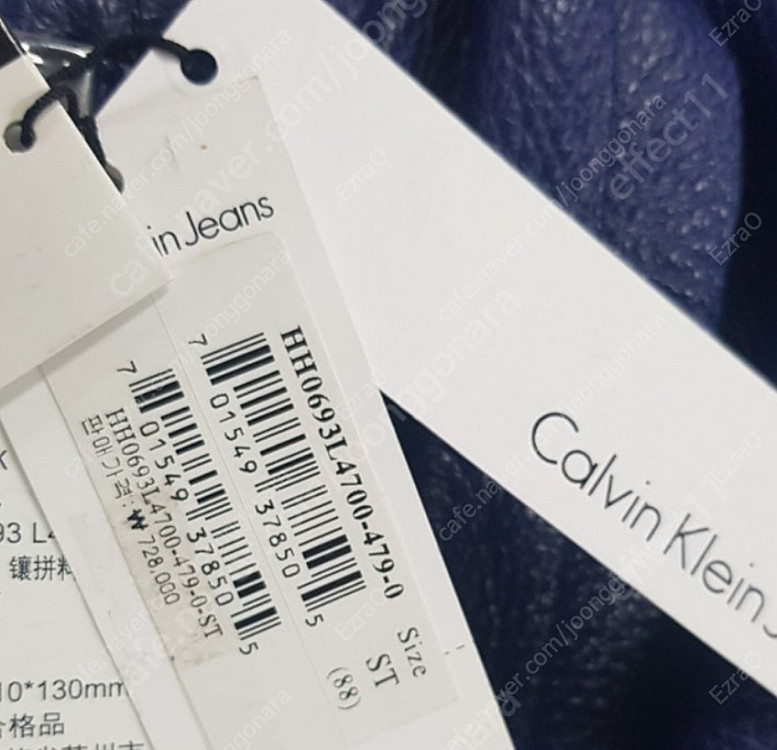 in Jeans
HH0693L4700-479-0
7 01549 37850 5
Size
ST
(88)
7 01549 37850 5
HH0693L4700-479-0-ST
판매가격:₩ 728,000
Calvin Klein
93 L4
镶拼料
10*130mm
合格品
cafe.naver.com/joonggonara
effect11
EzraO